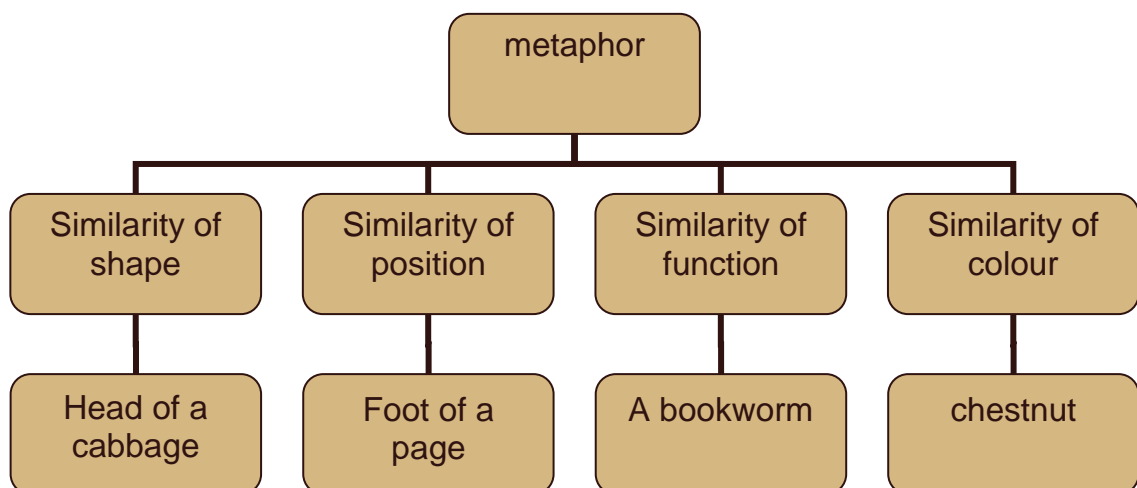 metaphor
Similarity of
shape
Similarity of
position
Similarity of
function
Similarity of
colour
Head of a
cabbage
Foot of a
page
A bookworm
chestnut